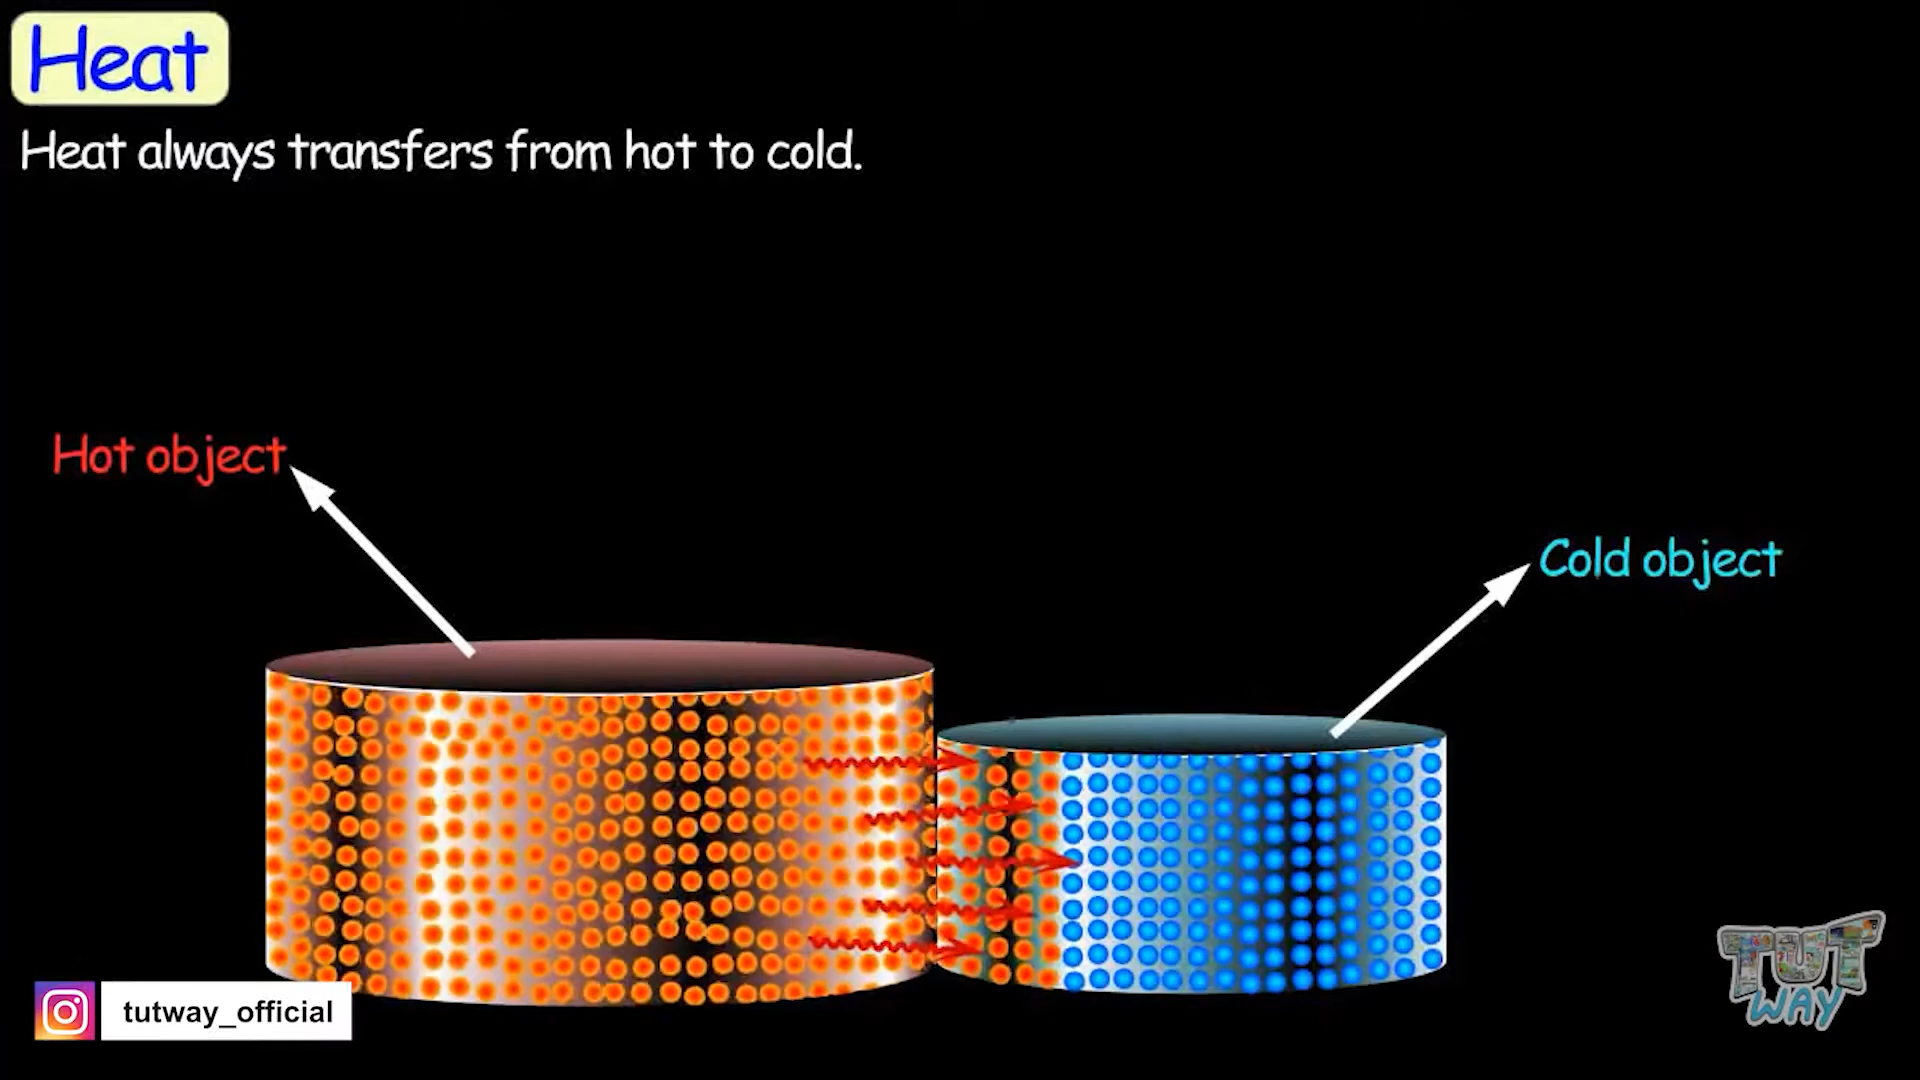 Heat
Heat always transfers from hot to cold.
Hot object
Cold object
TUT
WAY
tutway_official